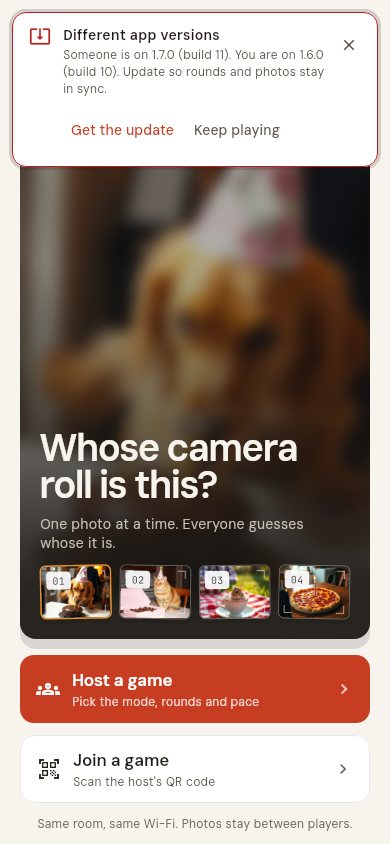 Different app versions
Someone is on 1.7.0 (build 11). You are on 1.6.0
(build 10). Update so rounds and photos stay
in sync.
Get the update
Keep playing
Whose camera
roll is this?
One photo at a time. Everyone guesses
whose it is.
01
02
03
04
Host a game
Pick the mode, rounds and pace
Join a game
Scan the host's QR code
Same room, same Wi-Fi. Photos stay between players.